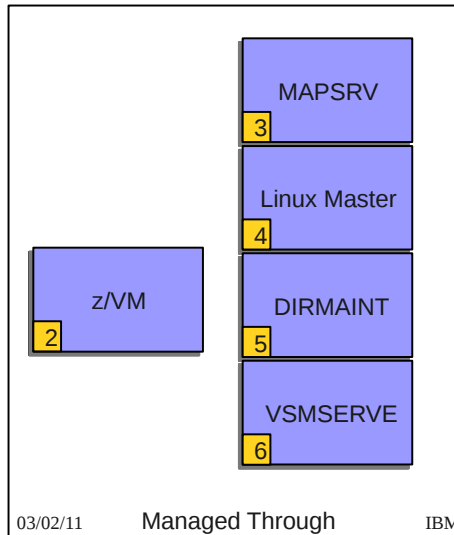 MAPSRV
3
Linux Master
4
z/VM
2
DIRMAINT
5
VSMSERVE
6
03/02/11 Managed Through IBM